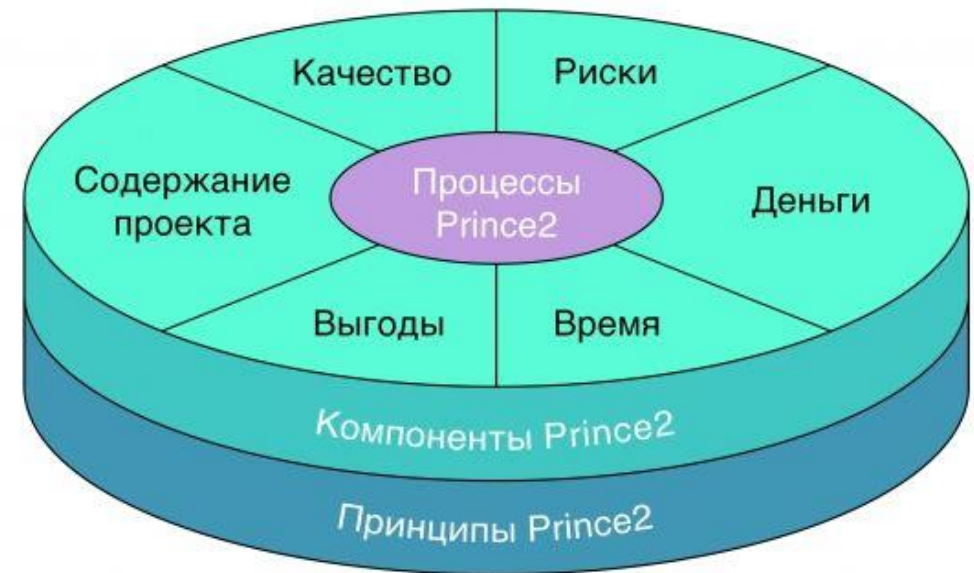 Качество
Риски
Содержание
проекта
Процессы
Prince2
Деньги
Выгоды
Время
Компоненты Prince2
Принципы Prince2